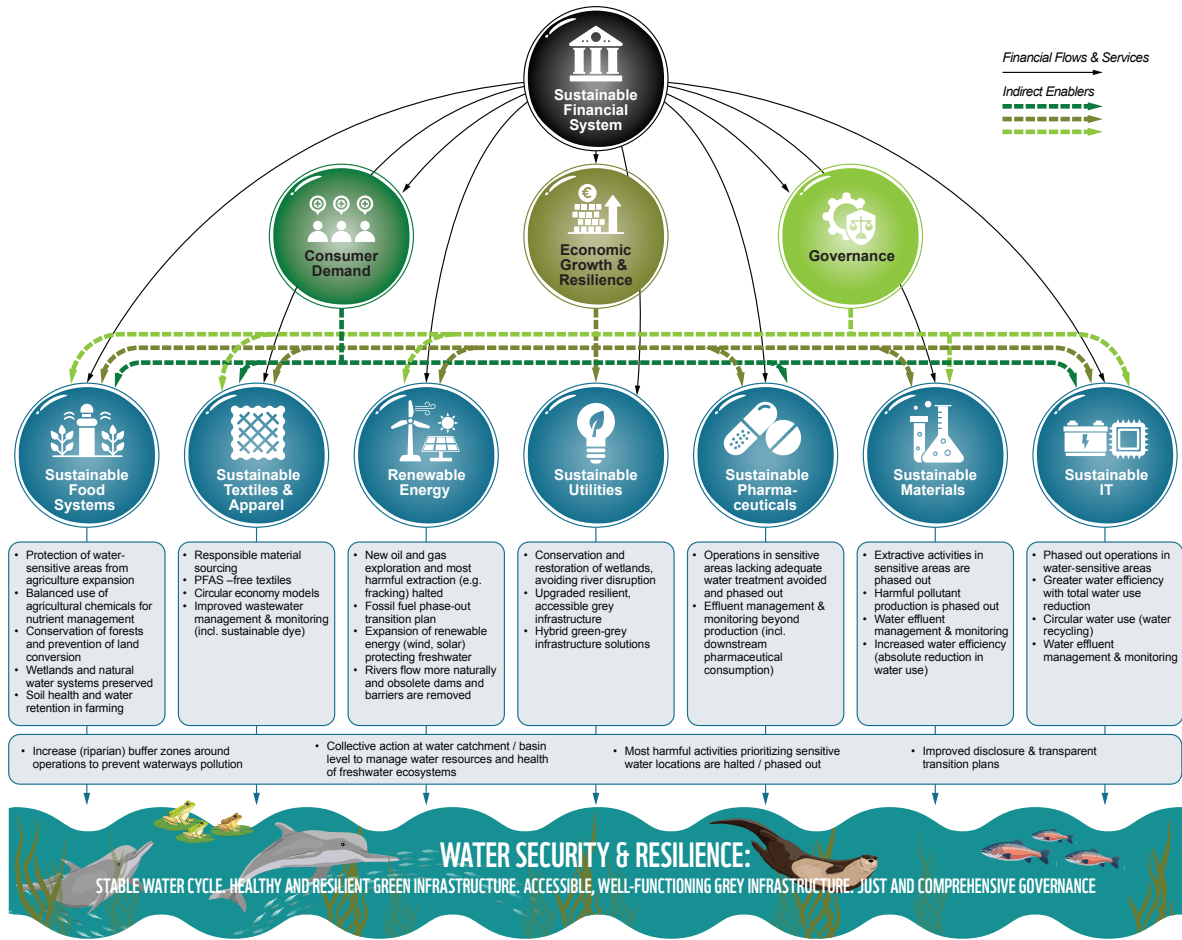 Sustainable
Financial
System
Financial Flows & Services
Indirect Enablers
Consumer
Demand
Economic
Growth &
Resilience
Governance
Sustainable
Food
Systems
Sustainable
Textiles &
Apparel
Renewable
Energy
Sustainable
Utilities
Sustainable
Pharma-
ceuticals
Sustainable
Materials
Sustainable
IT
• Protection of water-
sensitive areas from
agriculture expansion
• Balanced use of
agricultural chemicals for
nutrient management
• Conservation of forests
and prevention of land
conversion
• Wetlands and natural
water systems preserved
• Soil health and water
retention in farming
• Responsible material
sourcing
• PFAS –free textiles
• Circular economy models
• Improved wastewater
management & monitoring
(incl. sustainable dye)
• New oil and gas
exploration and most
harmful extraction (e.g.
fracking) halted
• Fossil fuel phase-out
transition plan
• Expansion of renewable
energy (wind, solar)
protecting freshwater
• Rivers flow more naturally
and obsolete dams and
barriers are removed
• Conservation and
restoration of wetlands,
avoiding river disruption
• Upgraded resilient,
accessible grey
infrastructure
• Hybrid green-grey
infrastructure solutions
• Operations in sensitive
areas lacking adequate
water treatment avoided
and phased out
• Effluent management &
monitoring beyond
production (incl.
downstream
pharmaceutical
consumption)
• Extractive activities in
sensitive areas are
phased out
• Harmful pollutant
production is phased out
• Water effluent
management & monitoring
• Increased water efficiency
(absolute reduction in
water use)
• Phased out operations in
water-sensitive areas
• Greater water efficiency
with total water use
reduction
• Circular water use (water
recycling)
• Water effluent
management & monitoring
• Increase (riparian) buffer zones around
operations to prevent waterways pollution
• Collective action at water catchment / basin
level to manage water resources and health
of freshwater ecosystems
• Most harmful activities prioritizing sensitive
water locations are halted / phased out
• Improved disclosure & transparent
transition plans
WATER SECURITY & RESILIENCE:
STABLE WATER CYCLE. HEALTHY AND RESILIENT GREEN INFRASTRUCTURE. ACCESSIBLE, WELL-FUNCTIONING GREY INFRASTRUCTURE. JUST AND COMPREHENSIVE GOVERNANCE